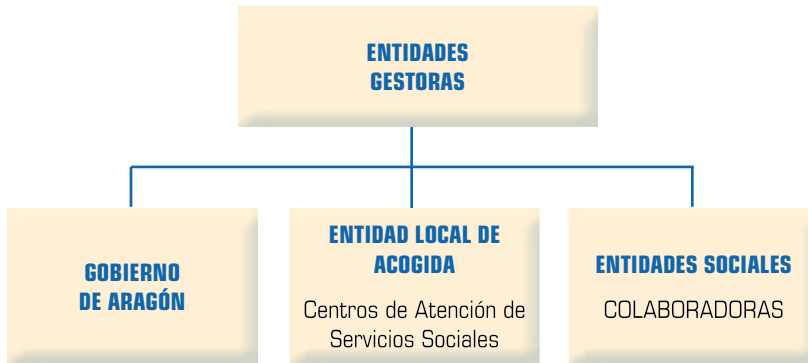 ENTIDADES
GESTORAS
GOBIERNO
DE ARAGÓN
ENTIDAD LOCAL DE
ACOGIDA
Centros de Atención de
Servicios Sociales
ENTIDADES SOCIALES
COLABORADORAS